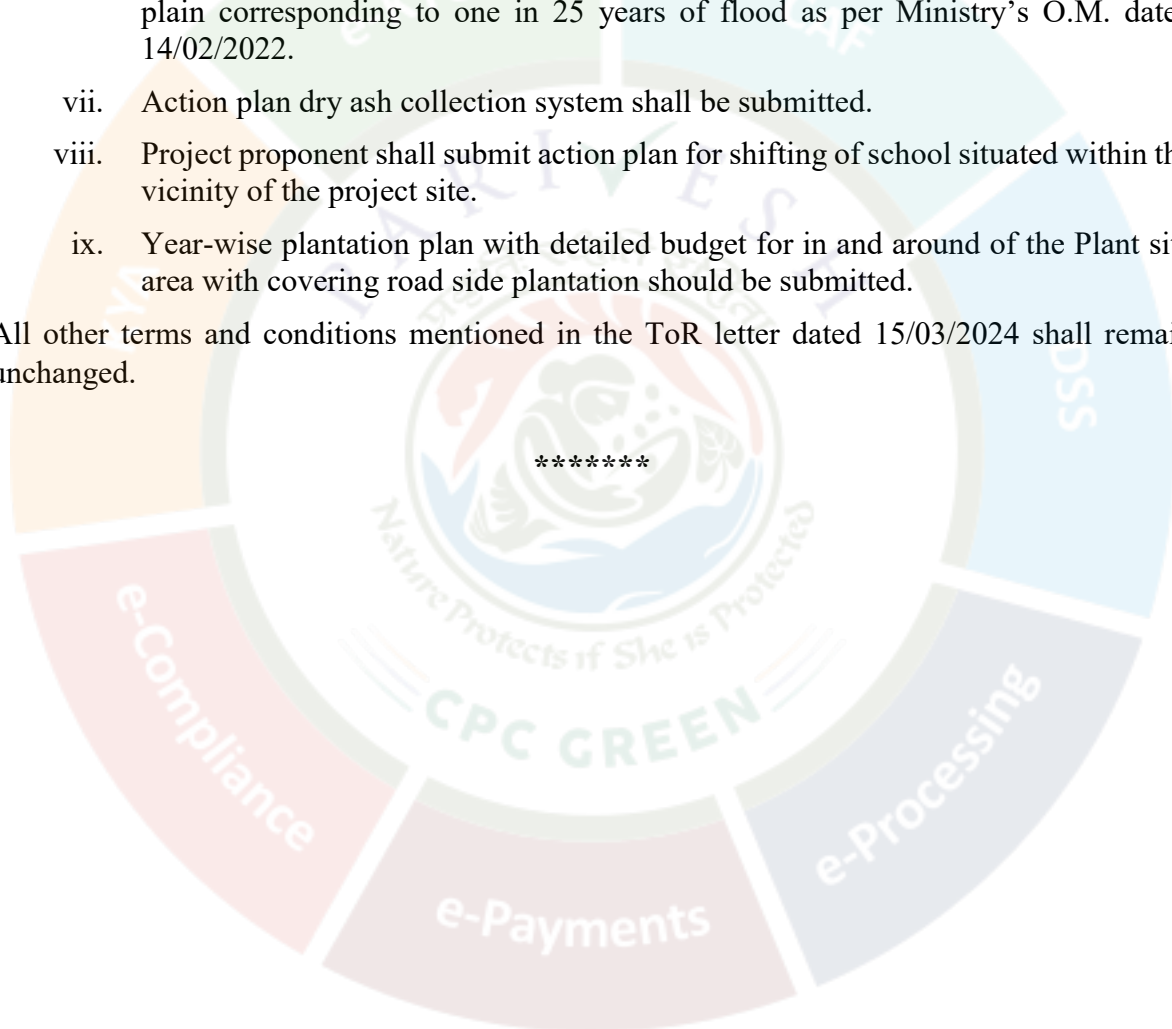 plain corresponding to one in 25 years of flood as per Ministry’s O.M. date
14/02/2022.
vii. Action plan dry ash collection system shall be submitted.
viii. Project proponent shall submit action plan for shifting of school situated within th
vicinity of the project site.
ix. Year-wise plantation plan with detailed budget for in and around of the Plant sit
area with covering road side plantation should be submitted.
All other terms and conditions mentioned in the ToR letter dated 15/03/2024 shall remai
unchanged.
*******
PARIVESH
DSS
Nature Protects if She is Protected
CPC GREEN
e-Compliance
e-Payments
e-Processing